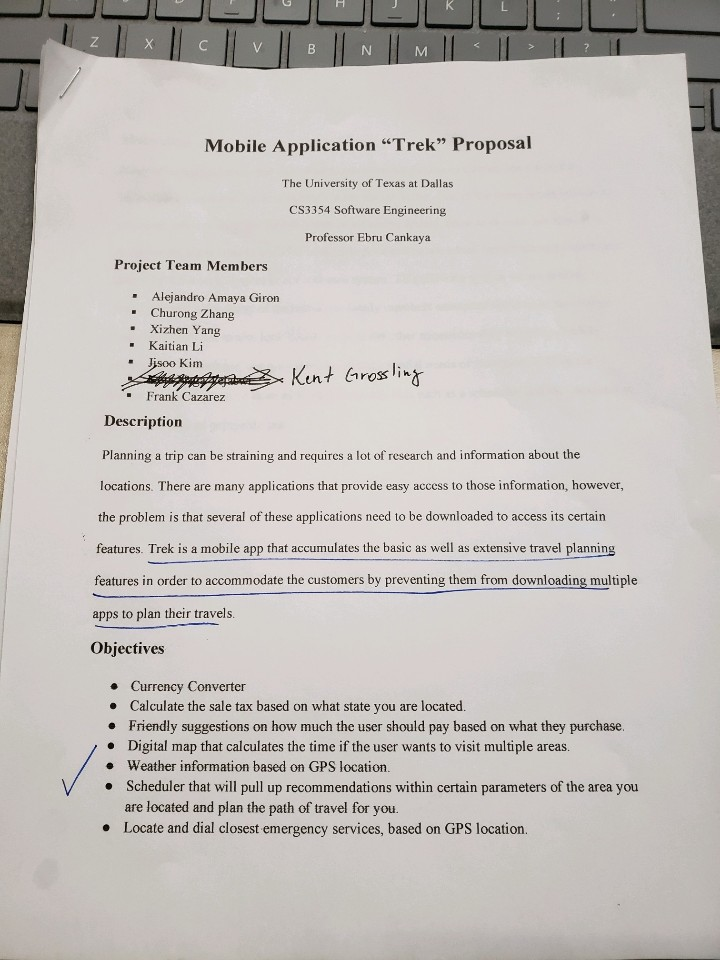 G H J K L ; '
Z X C V B N M < > ?
Mobile Application “Trek” Proposal
The University of Texas at Dallas
CS3354 Software Engineering
Professor Ebru Cankaya
Project Team Members
▪ Alejandro Amaya Giron
▪ Churong Zhang
▪ Xizhen Yang
▪ Kaitian Li
▪ Jisoo Kim
▪ Kent Grossling
▪ Frank Cazarez
Description
Planning a trip can be straining and requires a lot of research and information about the
locations. There are many applications that provide easy access to those information, however,
the problem is that several of these applications need to be downloaded to access its certain
features. Trek is a mobile app that accumulates the basic as well as extensive travel planning
features in order to accommodate the customers by preventing them from downloading multiple
apps to plan their travels.
Objectives
● Currency Converter
● Calculate the sale tax based on what state you are located.
● Friendly suggestions on how much the user should pay based on what they purchase.
● Digital map that calculates the time if the user wants to visit multiple areas.
● Weather information based on GPS location.
● Scheduler that will pull up recommendations within certain parameters of the area you
are located and plan the path of travel for you.
● Locate and dial closest emergency services, based on GPS location.